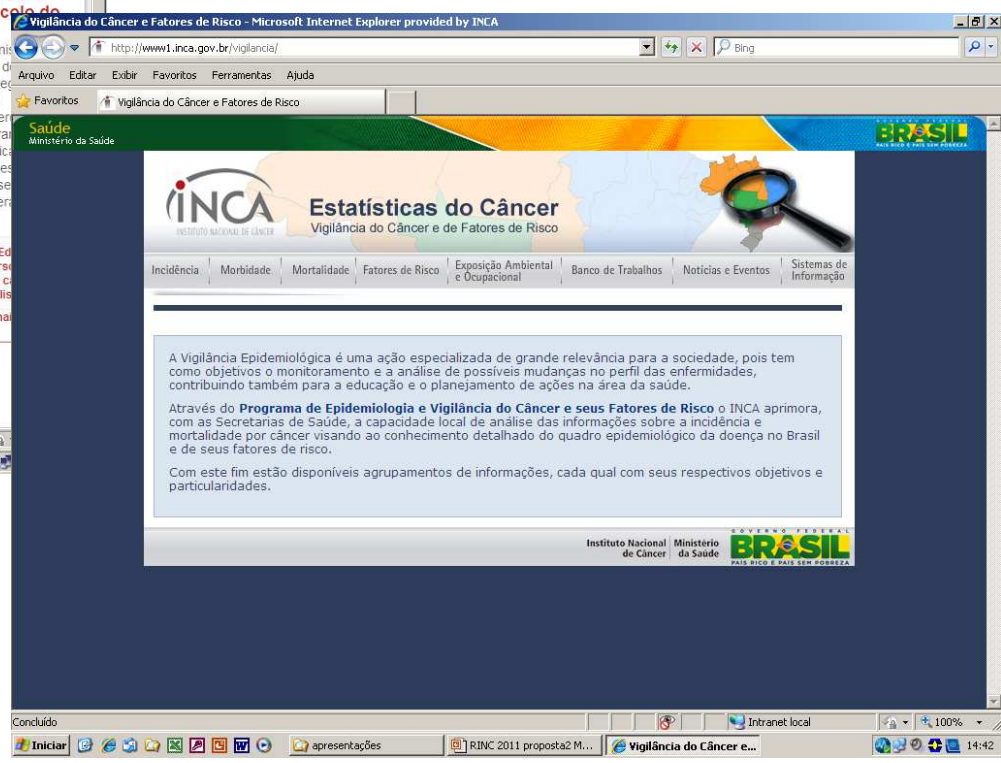 Vigilância do Câncer e Fatores de Risco - Microsoft Internet Explorer provided by INCA
http://www1.inca.gov.br/vigilancia/
Bing
Arquivo Editar Exibir Favoritos Ferramentas Ajuda
Favoritos Vigilância do Câncer e Fatores de Risco
Saúde
Ministério da Saúde
BRASIL
PAÍS RICO É PAÍS SEM POBREZA
INCA
INSTITUTO NACIONAL DE CÂNCER
Estatísticas do Câncer
Vigilância do Câncer e de Fatores de Risco
Incidência Morbidade Mortalidade Fatores de Risco Exposição Ambiental e Ocupacional Banco de Trabalhos Notícias e Eventos Sistemas de Informação
A Vigilância Epidemiológica é uma ação especializada de grande relevância para a sociedade, pois tem
como objetivos o monitoramento e a análise de possíveis mudanças no perfil das enfermidades,
contribuindo também para a educação e o planejamento de ações na área da saúde.
Através do Programa de Epidemiologia e Vigilância do Câncer e seus Fatores de Risco o INCA aprimora,
com as Secretarias de Saúde, a capacidade local de análise das informações sobre a incidência e
mortalidade por câncer visando ao conhecimento detalhado do quadro epidemiológico da doença no Brasil
e de seus fatores de risco.
Com este fim estão disponíveis agrupamentos de informações, cada qual com seus respectivos objetivos e
particularidades.
Instituto Nacional de Câncer
Ministério da Saúde
GOVERNO FEDERAL
BRASIL
PAÍS RICO É PAÍS SEM POBREZA
Concluído Intranet local 100%
Iniciar apresentações RINC 2011 proposta2 M... Vigilância do Câncer e... 14:42